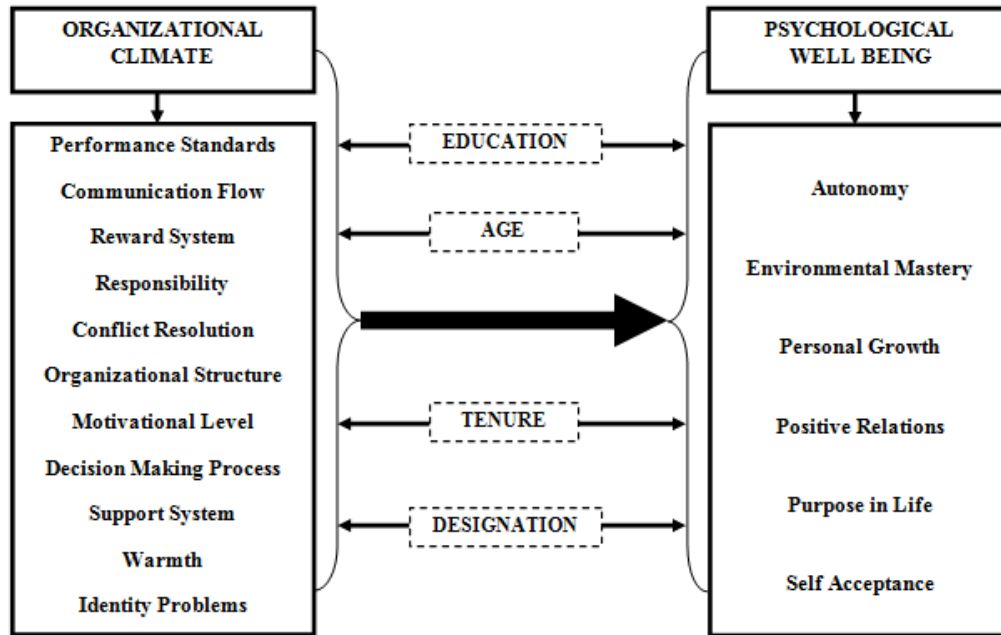 ORGANIZATIONAL
CLIMATE
Performance Standards
Communication Flow
Reward System
Responsibility
Conflict Resolution
Organizational Structure
Motivational Level
Decision Making Process
Support System
Warmth
Identity Problems
EDUCATION
AGE
TENURE
DESIGNATION
PSYCHOLOGICAL
WELL BEING
Autonomy
Environmental Mastery
Personal Growth
Positive Relations
Purpose in Life
Self Acceptance